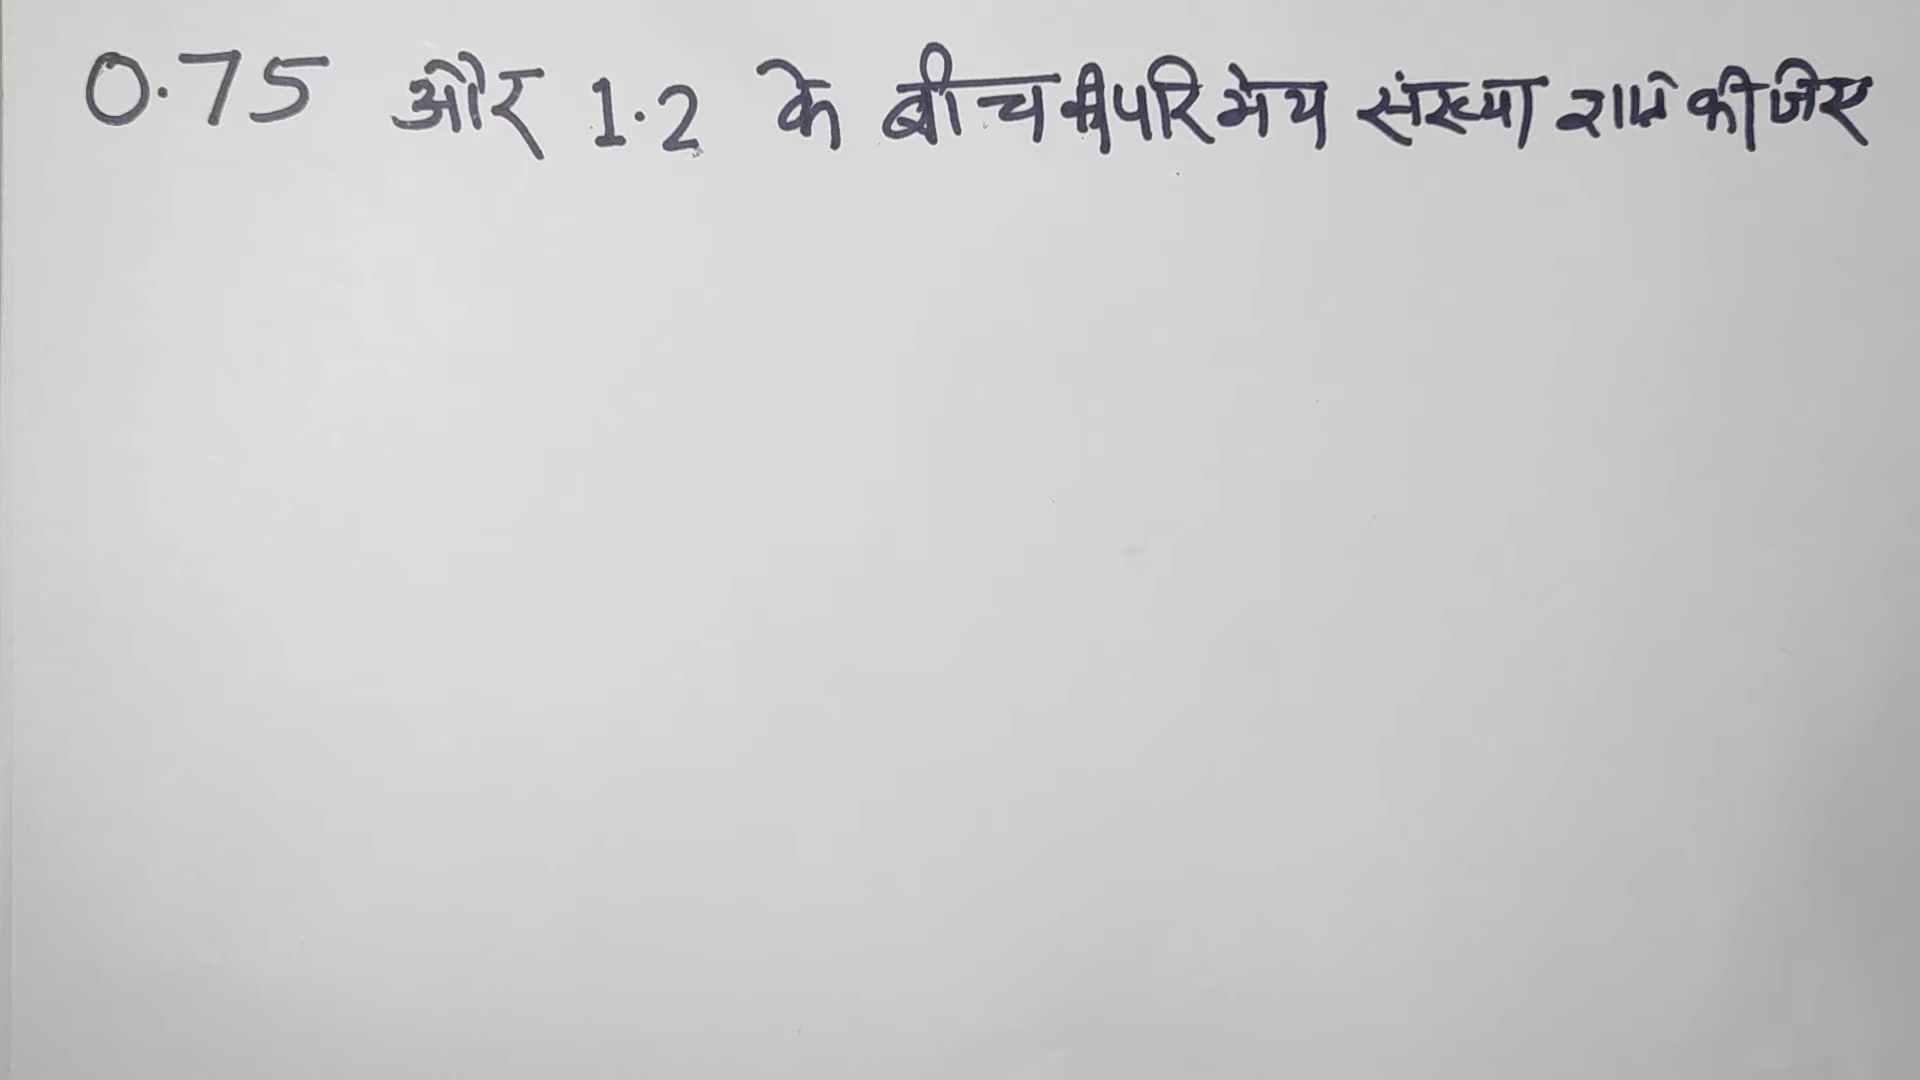 0.75 और 1.2 के बीच की परिमेय संख्या ज्ञात कीजिए